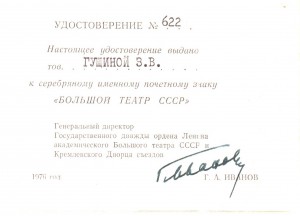 УДОСТОВЕРЕНИЕ № 622
Настоящее удостоверение выдано
тов. ГУЩИНОЙ З.В.
к серебряному именному почетному знаку
«БОЛЬШОЙ ТЕАТР СССР»
Генеральный директор
Государственного дважды ордена Ленина
академического Большого театра СССР и
Кремлевского Дворца съездов
1976 год
Г. А. ИВАНОВ